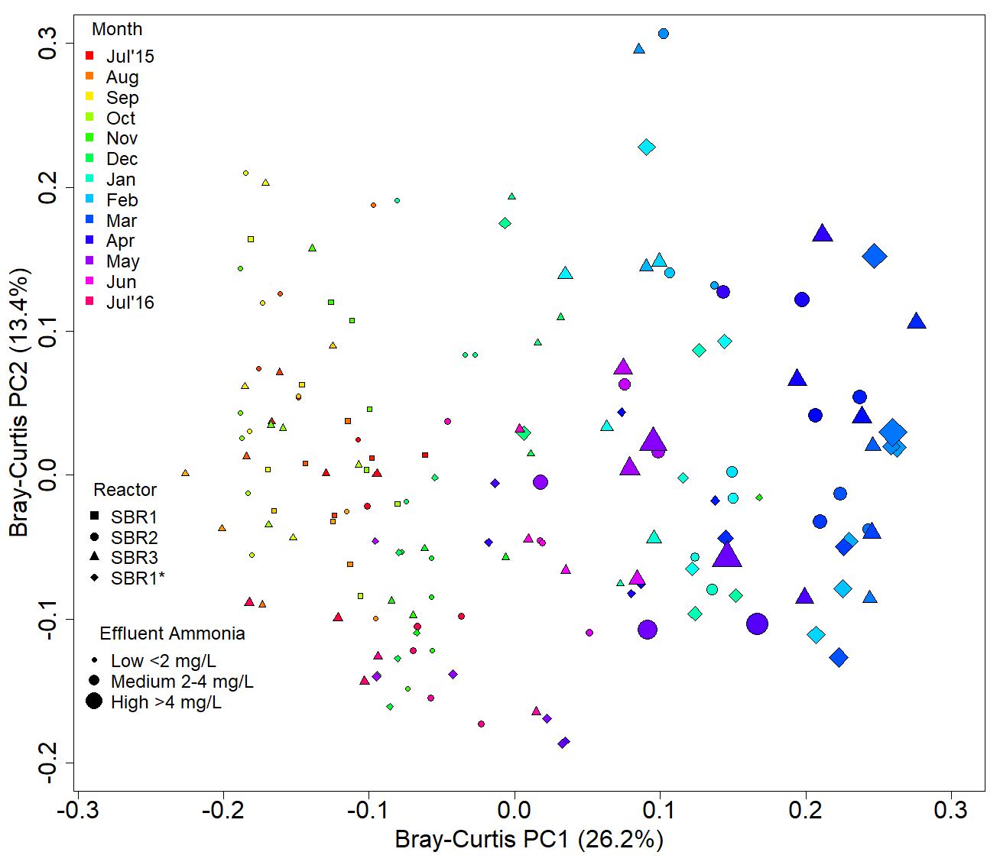 Month
Jul'15
Aug
Sep
Oct
Nov
Dec
Jan
Feb
Mar
Apr
May
Jun
Jul'16
Reactor
SBR1
SBR2
SBR3
SBR1*
Effluent Ammonia
Low <2 mg/L
Medium 2-4 mg/L
High >4 mg/L
0.3
0.2
0.1
0.0
-0.1
-0.2
Bray-Curtis PC2 (13.4%)
-0.3 -0.2 -0.1 0.0 0.1 0.2 0.3
Bray-Curtis PC1 (26.2%)